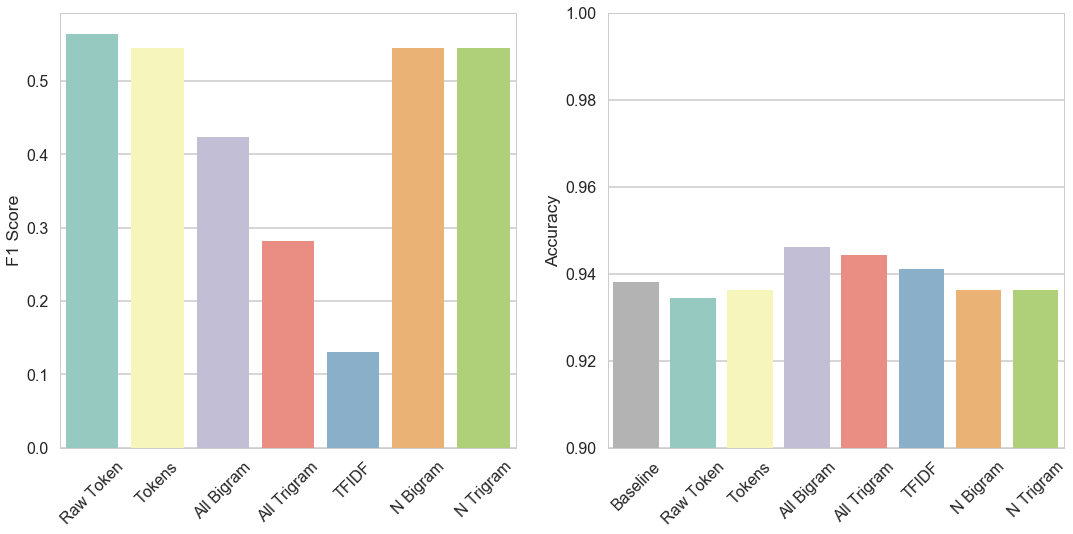 F1 Score
0.5
0.4
0.3
0.2
0.1
0.0
Raw Token
Tokens
All Bigram
All Trigram
TFIDF
N Bigram
N Trigram
Accuracy
1.00
0.98
0.96
0.94
0.92
0.90
Baseline
Raw Token
Tokens
All Bigram
All Trigram
TFIDF
N Bigram
N Trigram